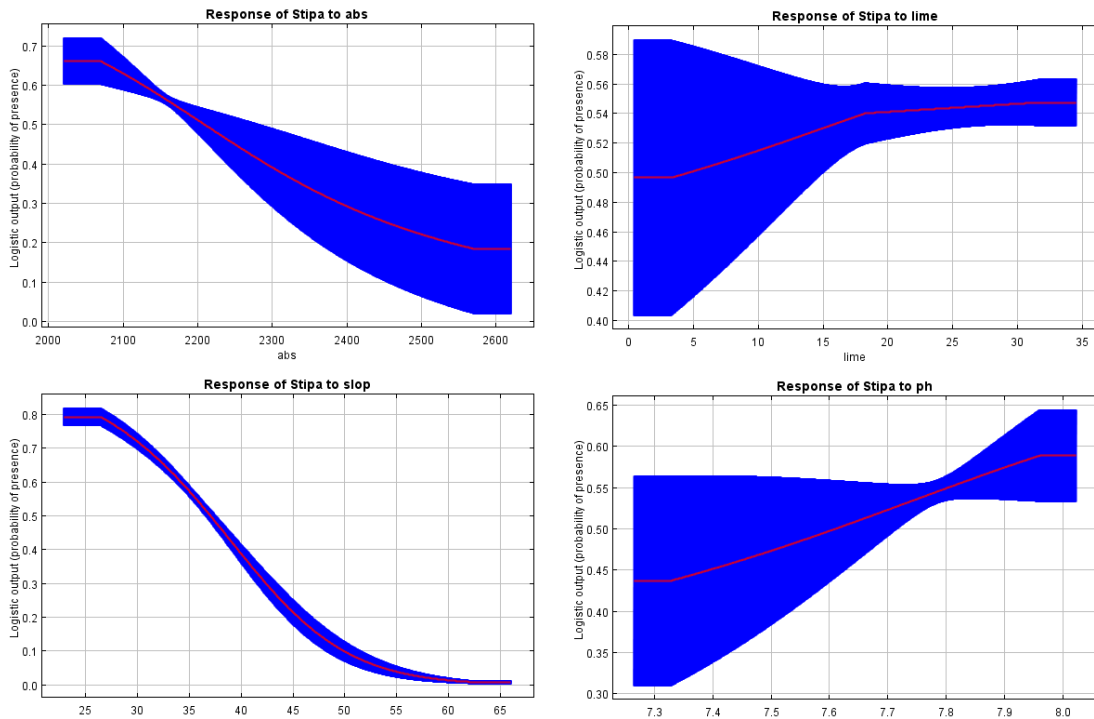 Response of Stipa to abs
Logistic output (probability of presence)
0.7
0.6
0.5
0.4
0.3
0.2
0.1
0.0
2000 2100 2200 2300 2400 2500 2600
abs
Response of Stipa to lime
Logistic output (probability of presence)
0.58
0.56
0.54
0.52
0.50
0.48
0.46
0.44
0.42
0.40
0 5 10 15 20 25 30 35
lime
Response of Stipa to slop
Logistic output (probability of presence)
0.8
0.7
0.6
0.5
0.4
0.3
0.2
0.1
0.0
25 30 35 40 45 50 55 60 65
Response of Stipa to ph
Logistic output (probability of presence)
0.65
0.60
0.55
0.50
0.45
0.40
0.35
0.30
7.3 7.4 7.5 7.6 7.7 7.8 7.9 8.0